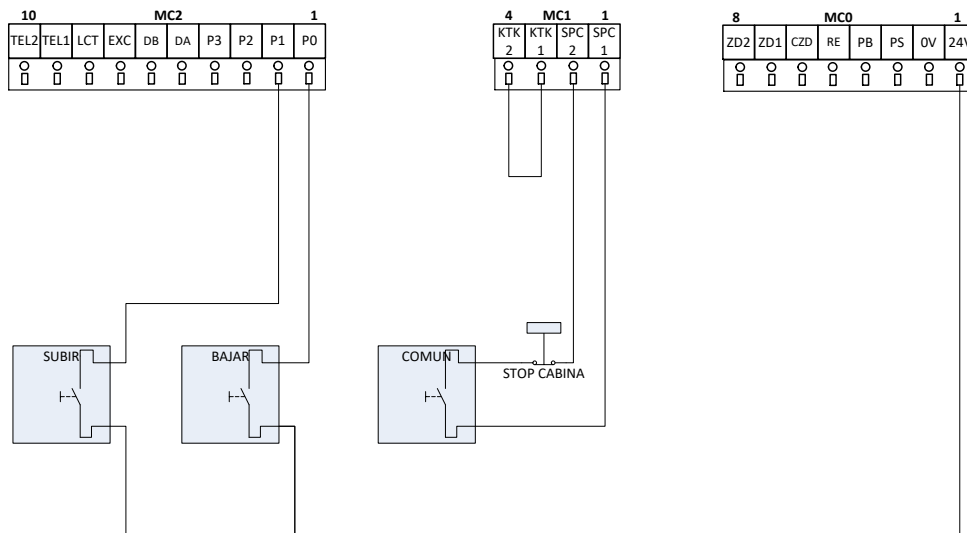 10 MC2 1
TEL2 TEL1 LCT EXC DB DA P3 P2 P1 P0
4 MC1 1
KTK 2 KTK 1 SPC 2 SPC 1
8 MC0 1
ZD2 ZD1 CZD RE PB PS 0V 24V
SUBIR
BAJAR
COMUN
STOP CABINA